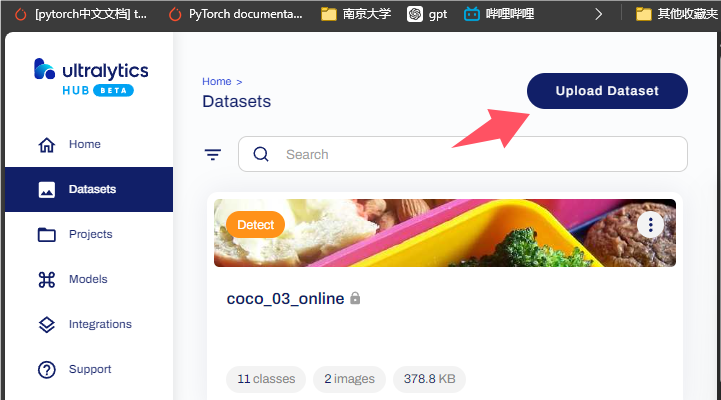 [pytorch中文文档] t... PyTorch documenta... 南京大学 gpt 哔哩哔哩 其他收藏夹
ultralytics
HUB BETA
Home
Datasets
Projects
Models
Integrations
Support
Home >
Datasets
Upload Dataset
Search
Detect
coco_03_online
11 classes 2 images 378.8 KB